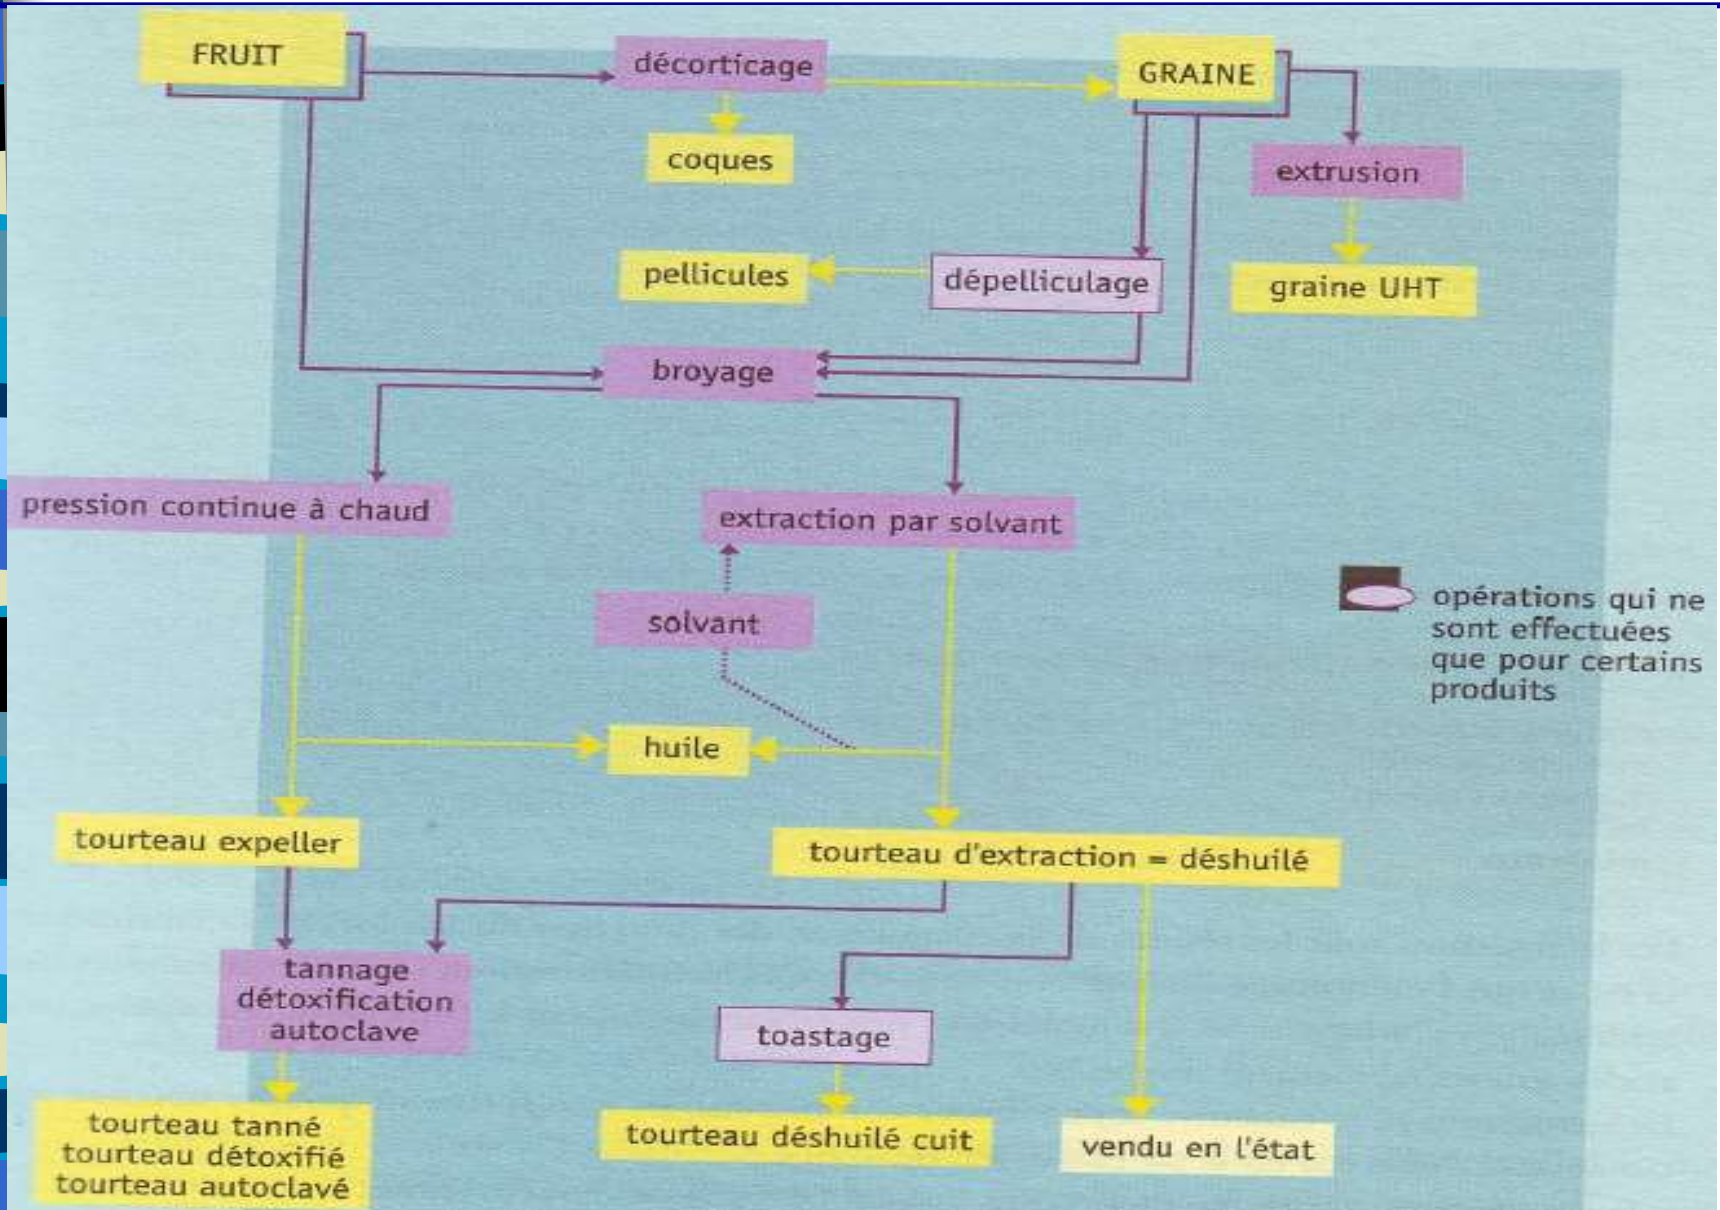 FRUIT
décorticage
GRAINE
coques
extrusion
pellicules
dépelliculage
graine UHT
broyage
pression continue à chaud
extraction par solvant
solvant
opérations qui ne
sont effectuées
que pour certains
produits
huile
tourteau expeller
tourteau d'extraction = déshuilé
tannage
détoxification
autoclave
toastage
tourteau tanné
tourteau détoxifié
tourteau autoclavé
tourteau déshuilé cuit
vendu en l'état